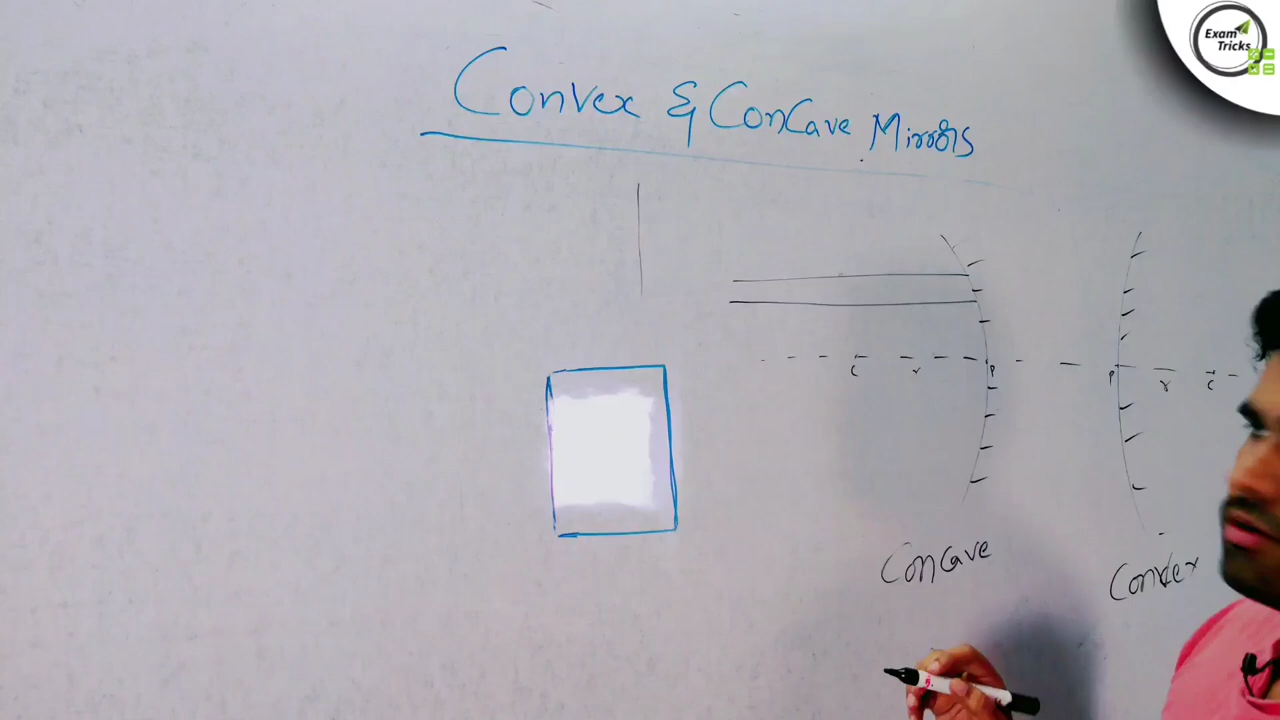 Exam
Tricks
Convex & Concave Mirrors
C r P P r C
Concave
Convex